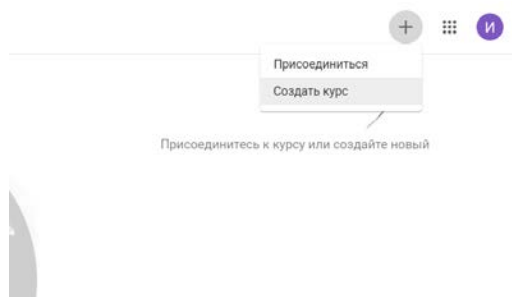 И
Присоединиться
Создать курс
Присоединитесь к курсу или создайте новый